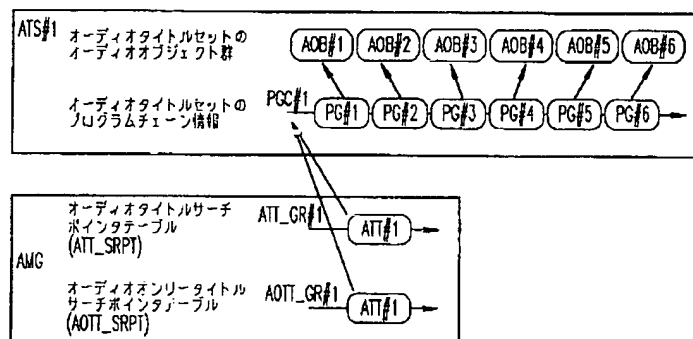 ATS#1
オーディオタイトルセットの
オーディオオブジェクト群
AOB#1 AOB#2 AOB#3 AOB#4 AOB#5 AOB#6
オーディオタイトルセットの
プログラムチェーン情報
PGC#1
PG#1 PG#2 PG#3 PG#4 PG#5 PG#6
AMG
オーディオタイトルサーチ
ポインタテーブル
(ATT_SRPT)
ATT_GR#1
ATT#1
オーディオオンリータイトル
サーチポインタテーブル
(AOTT_SRPT)
AOTT_GR#1
ATT#1